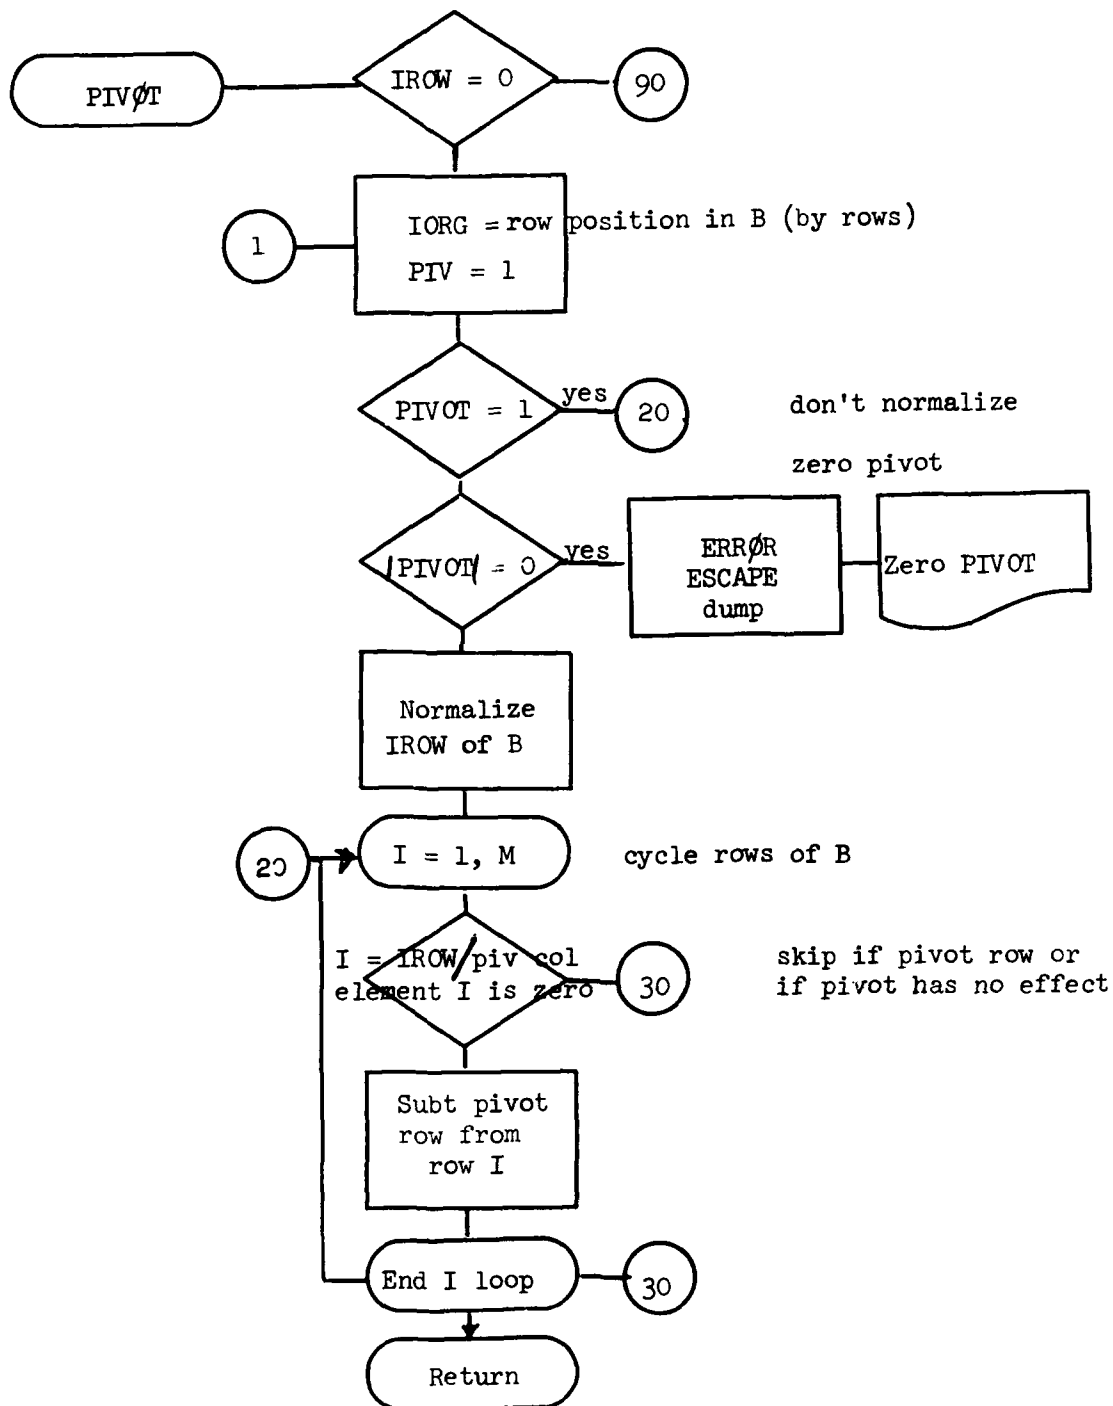 PIVØT
IROW = 0
90
1
IORG = row position in B (by rows)
PIV = 1
PIVOT = 1
yes
20
don't normalize
zero pivot
|PIVOT| = 0
yes
ERRØR
ESCAPE
dump
Zero PIVOT
Normalize
IROW of B
20
I = 1, M
cycle rows of B
I = IROW/piv col
element I is zero
30
skip if pivot row or
if pivot has no effect
Subt pivot
row from
row I
End I loop
30
Return